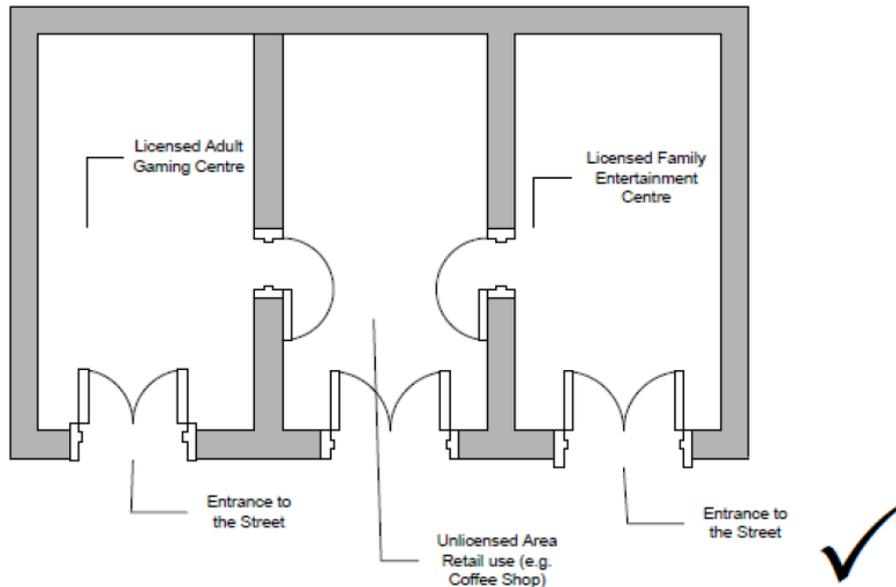 Licensed Adult
Gaming Centre
Licensed Family
Entertainment
Centre
Entrance to
the Street
Unlicensed Area
Retail use (e.g.
Coffee Shop)
Entrance to
the Street